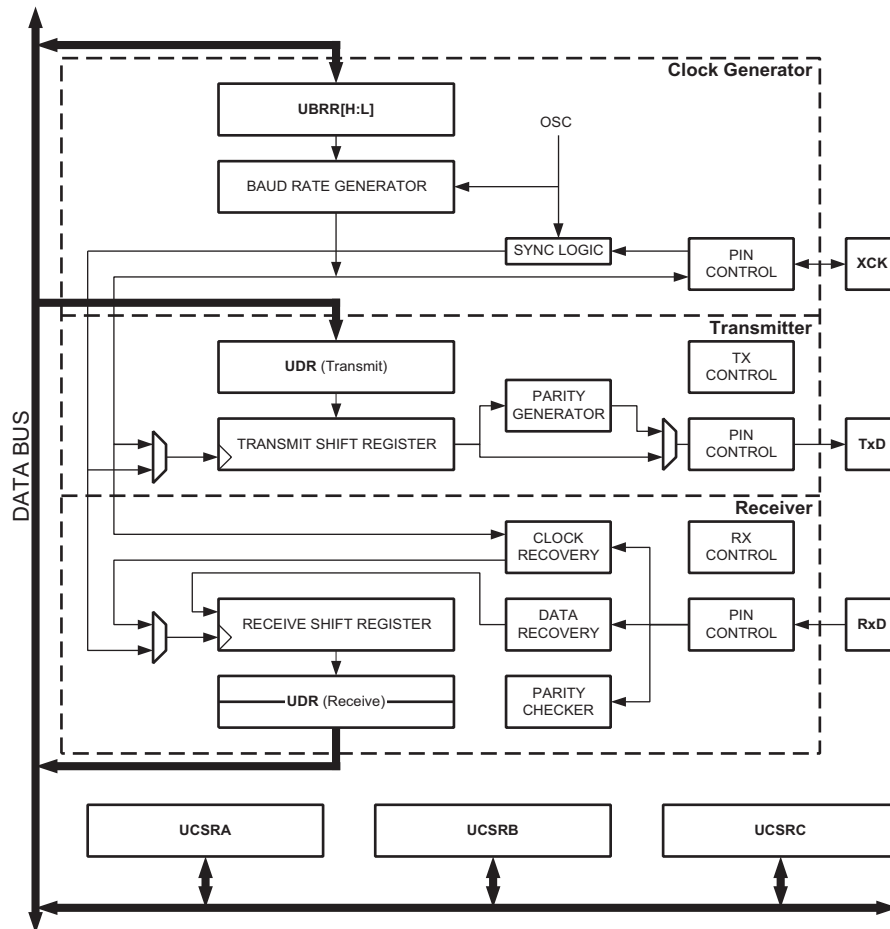 Clock Generator
UBRR[H:L]
OSC
BAUD RATE GENERATOR
SYNC LOGIC
PIN
CONTROL
XCK
Transmitter
UDR (Transmit)
TX
CONTROL
PARITY
GENERATOR
TRANSMIT SHIFT REGISTER
PIN
CONTROL
TxD
DATA BUS
Receiver
CLOCK
RECOVERY
RX
CONTROL
RECEIVE SHIFT REGISTER
DATA
RECOVERY
PIN
CONTROL
RxD
UDR (Receive)
PARITY
CHECKER
UCSRA
UCSRB
UCSRC